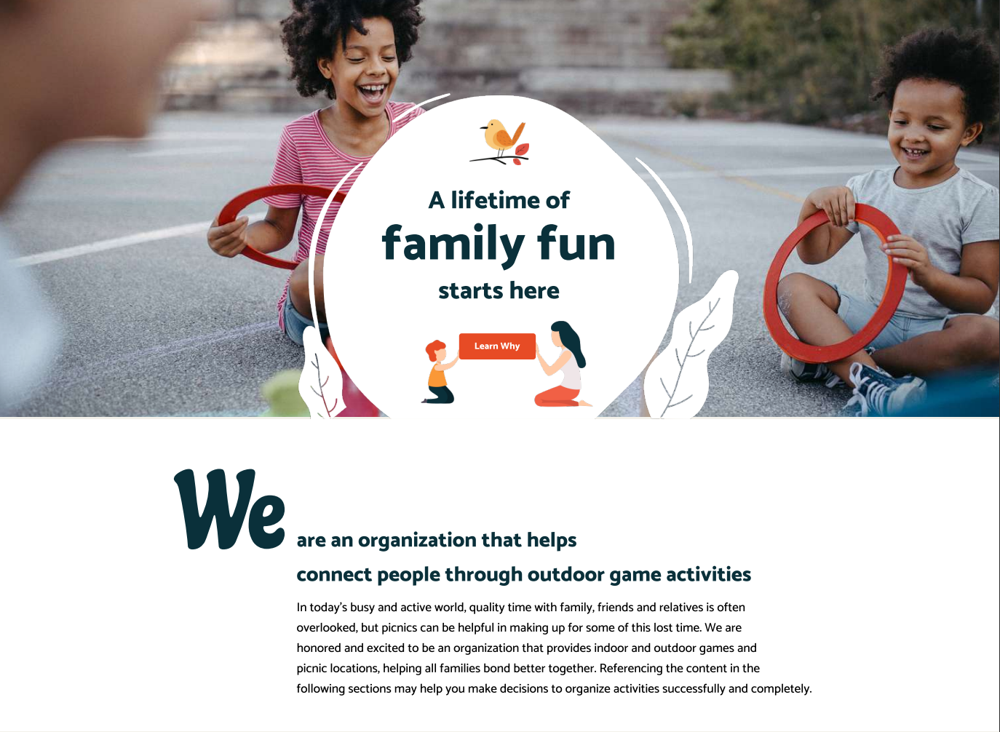 A lifetime of
family fun
starts here
Learn Why
We are an organization that helps
connect people through outdoor game activities
In today's busy and active world, quality time with family, friends and relatives is often
overlooked, but picnics can be helpful in making up for some of this lost time. We are
honored and excited to be an organization that provides indoor and outdoor games and
picnic locations, helping all families bond better together. Referencing the content in the
following sections may help you make decisions to organize activities successfully and completely.